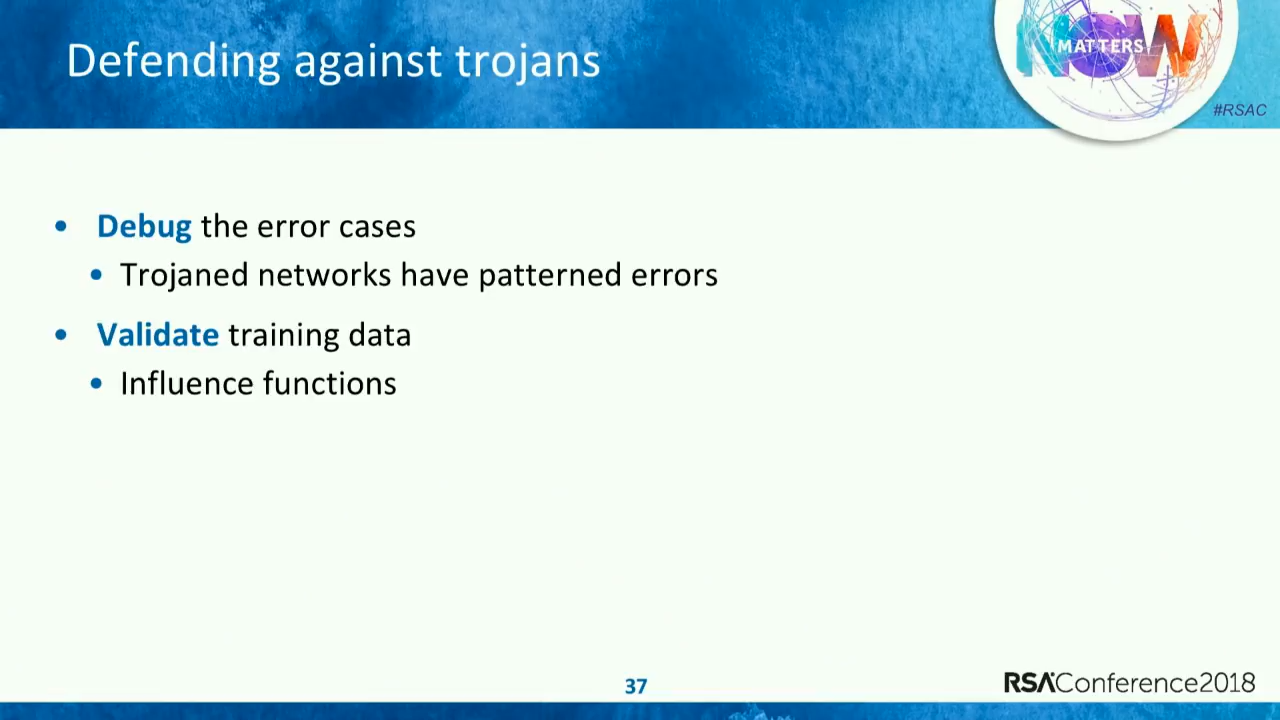 Defending against trojans
NOW
MATTERS
#RSAC
• Debug the error cases
• Trojaned networks have patterned errors
• Validate training data
• Influence functions
37
RSAConference2018